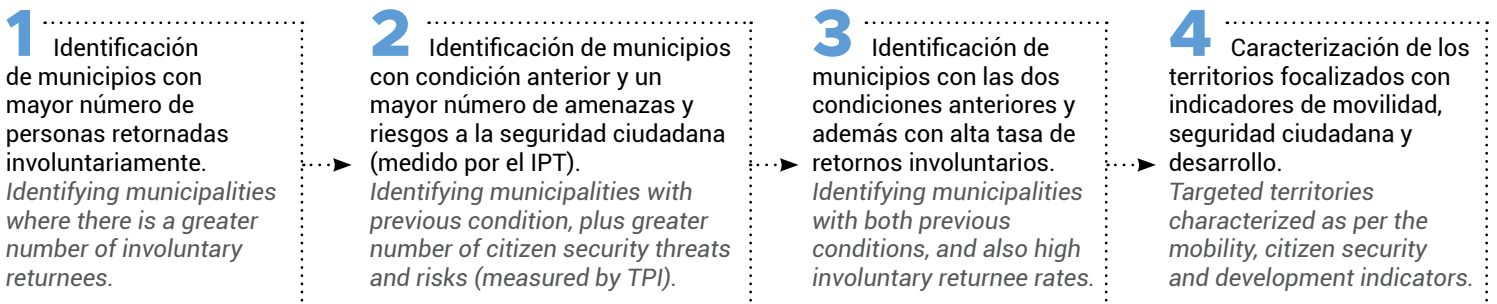 1 Identificación
de municipios con
mayor número de
personas retornadas
involuntariamente.
Identifying municipalities
where there is a greater
number of involuntary
returnees.
2 Identificación de municipios
con condición anterior y un
mayor número de amenazas y
riesgos a la seguridad ciudadana
(medido por el IPT).
Identifying municipalities with
previous condition, plus greater
number of citizen security threats
and risks (measured by TPI).
3 Identificación de
municipios con las dos
condiciones anteriores y
además con alta tasa de
retornos involuntarios.
Identifying municipalities
with both previous
conditions, and also high
involuntary returnee rates.
4 Caracterización de los
territorios focalizados con
indicadores de movilidad,
seguridad ciudadana y
desarrollo.
Targeted territories
characterized as per the
mobility, citizen security
and development indicators.